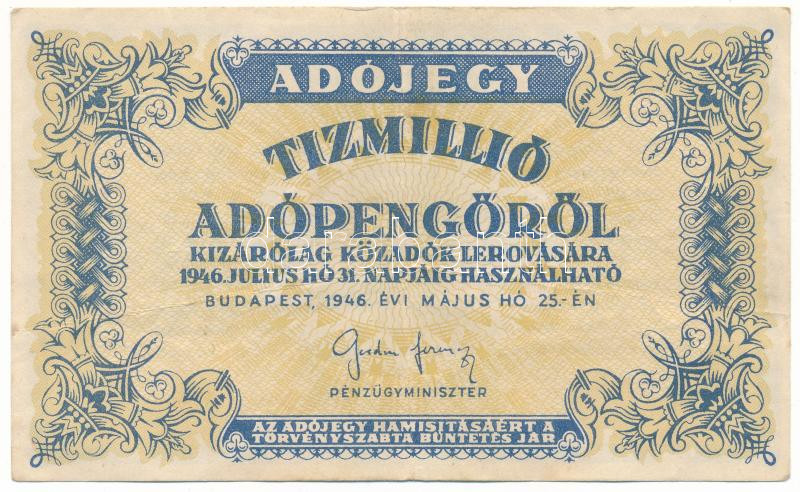 ADÓJEGY
TIZMILLIÓ
ADÓPENGŐRŐL
KIZÁRÓLAG KÖZADÓK LEROVÁSÁRA
1946. JULIUS HÓ 31. NAPJÁIG HASZNÁLHATÓ
BUDAPEST, 1946. ÉVI MÁJUS HÓ 25.-ÉN
PÉNZÜGYMINISZTER
AZ ADÓJEGY HAMISITÁSÁÉRT A
TÖRVÉNYSZABTA BÜNTETÉS JÁR